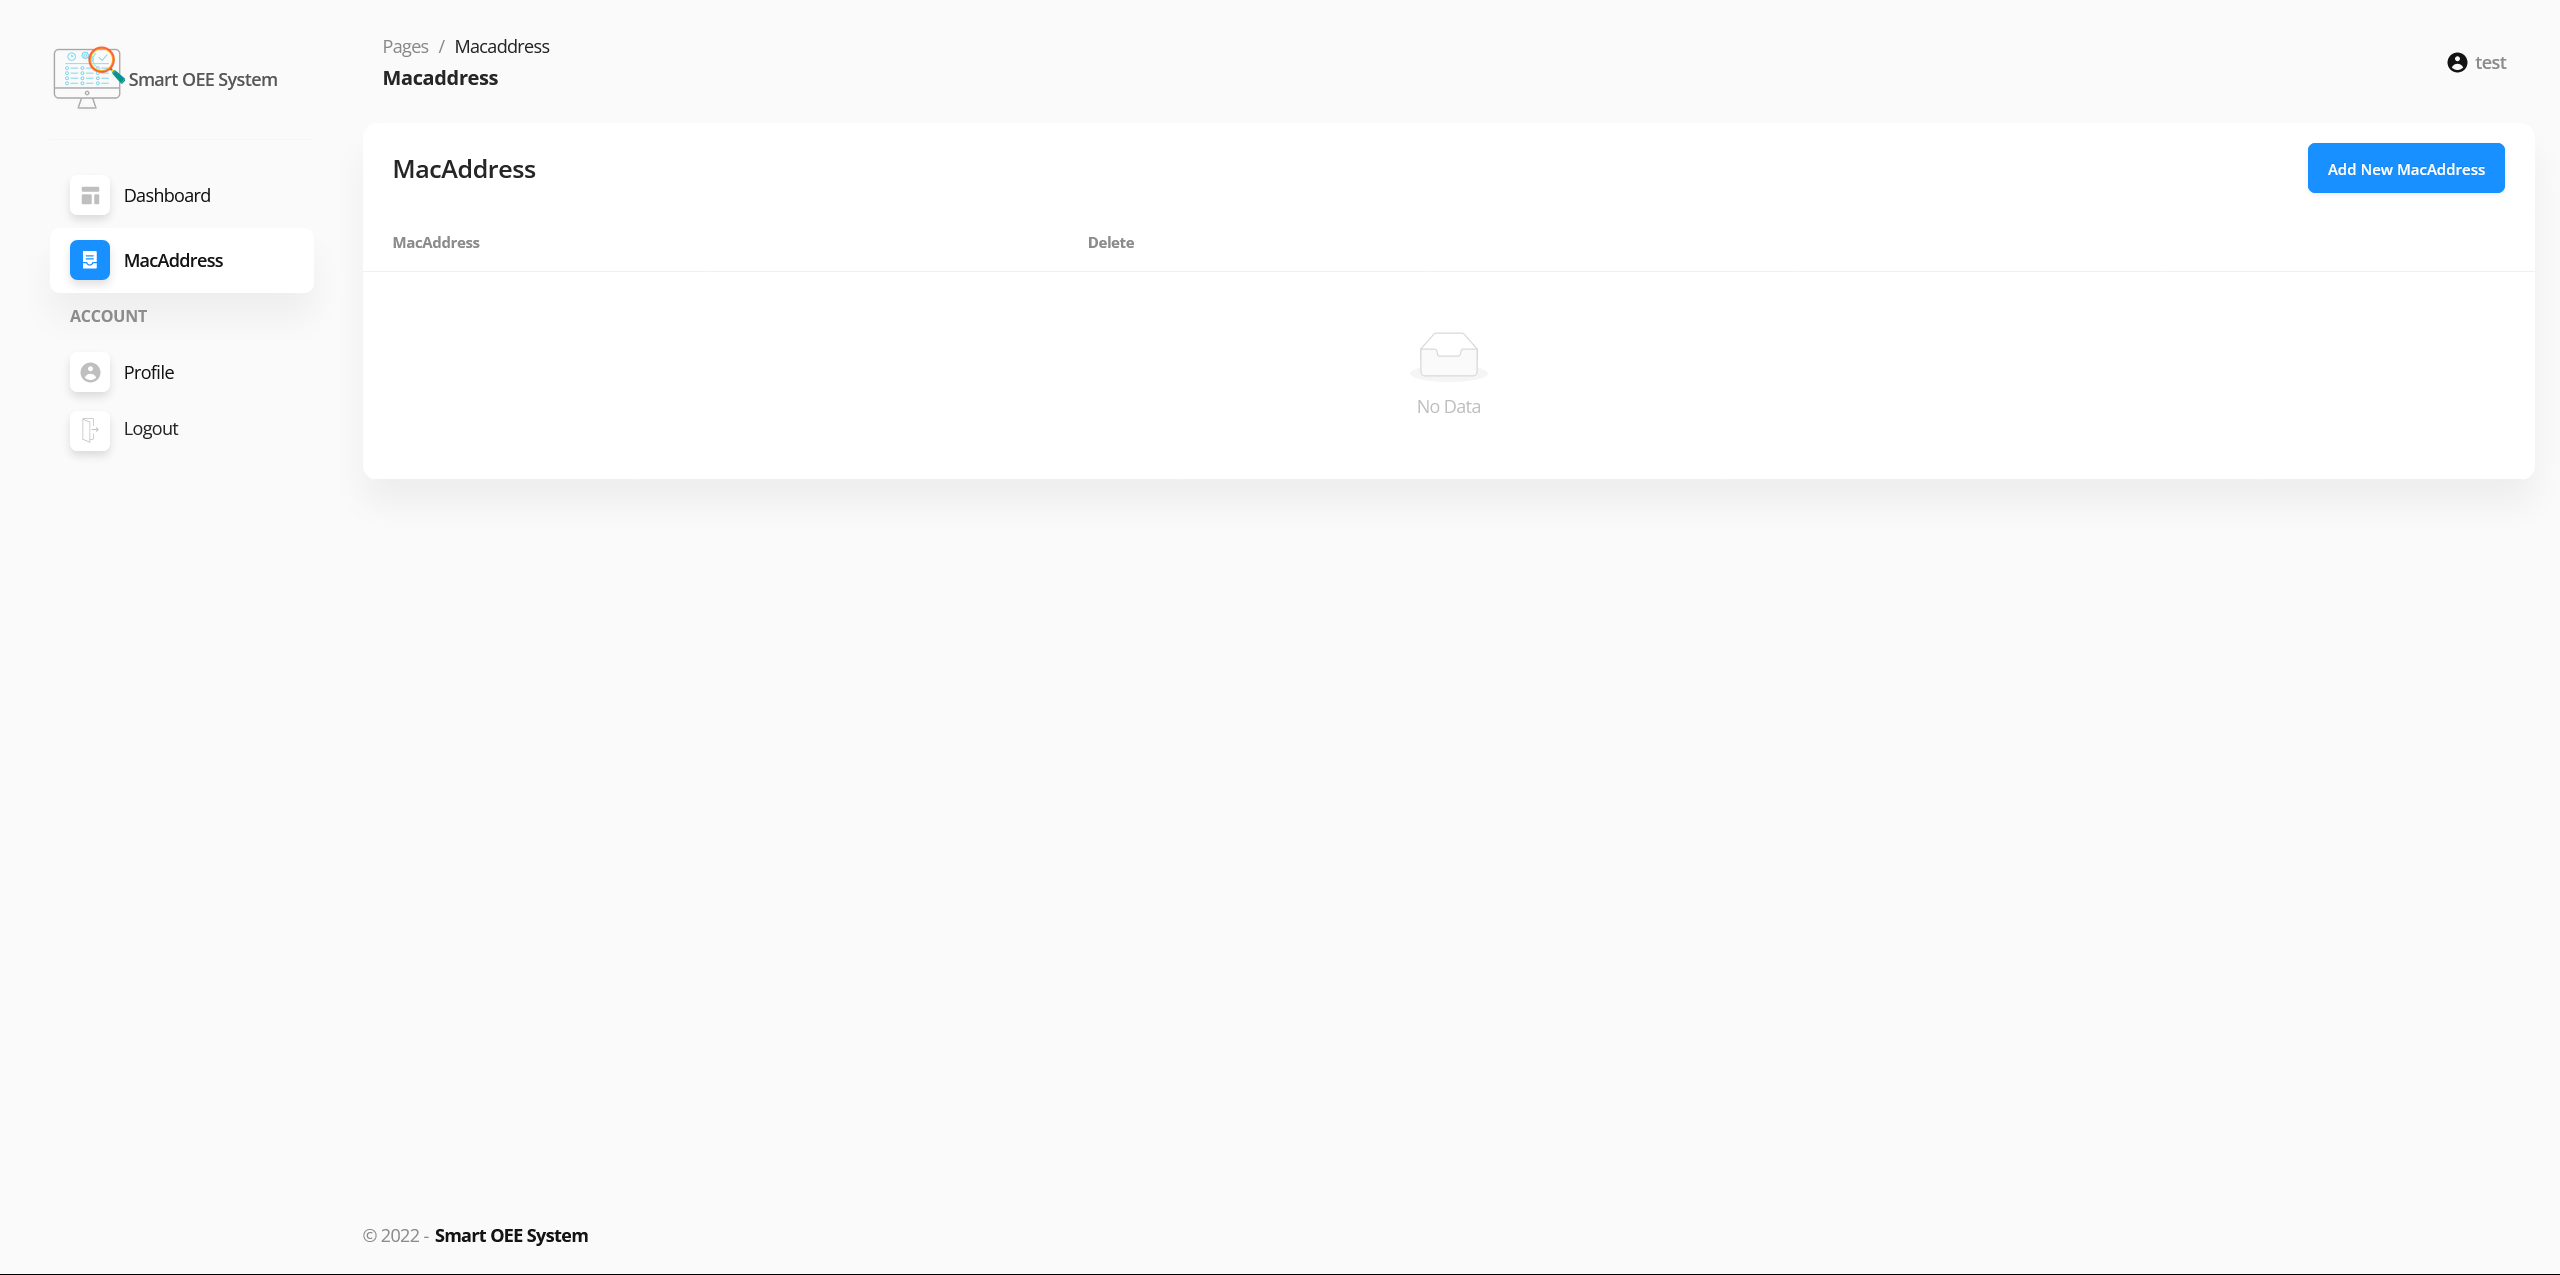 Smart OEE System
Dashboard
MacAddress
ACCOUNT
Profile
Logout
Pages / Macaddress
Macaddress
test
MacAddress
Add New MacAddress
MacAddress Delete
No Data
© 2022 - Smart OEE System